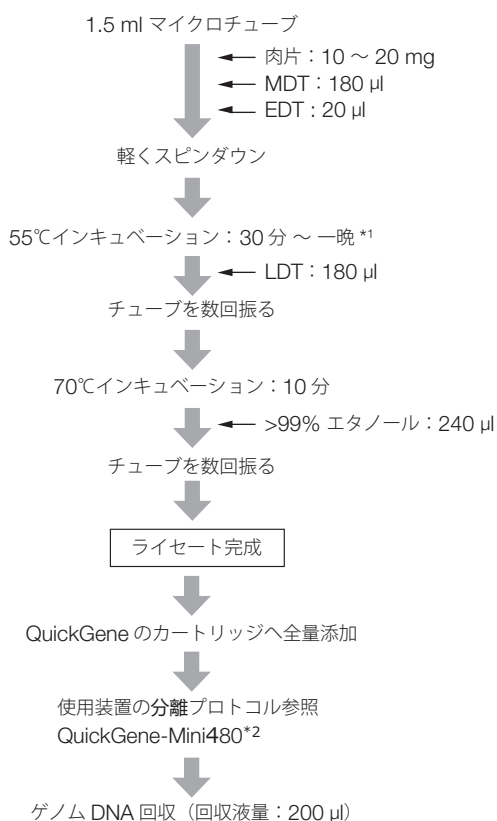 1.5 ml マイクロチューブ
肉片：10 ～ 20 mg
MDT：180 µl
EDT : 20 µl
軽くスピンダウン
55℃インキュベーション：30 分 ～ 一晩 *1
LDT：180 µl
チューブを数回振る
70℃インキュベーション：10 分
>99% エタノール：240 µl
チューブを数回振る
ライセート完成
QuickGene のカートリッジへ全量添加
使用装置の分離プロトコル参照
QuickGene-Mini480*2
ゲノム DNA 回収（回収液量：200 µl）